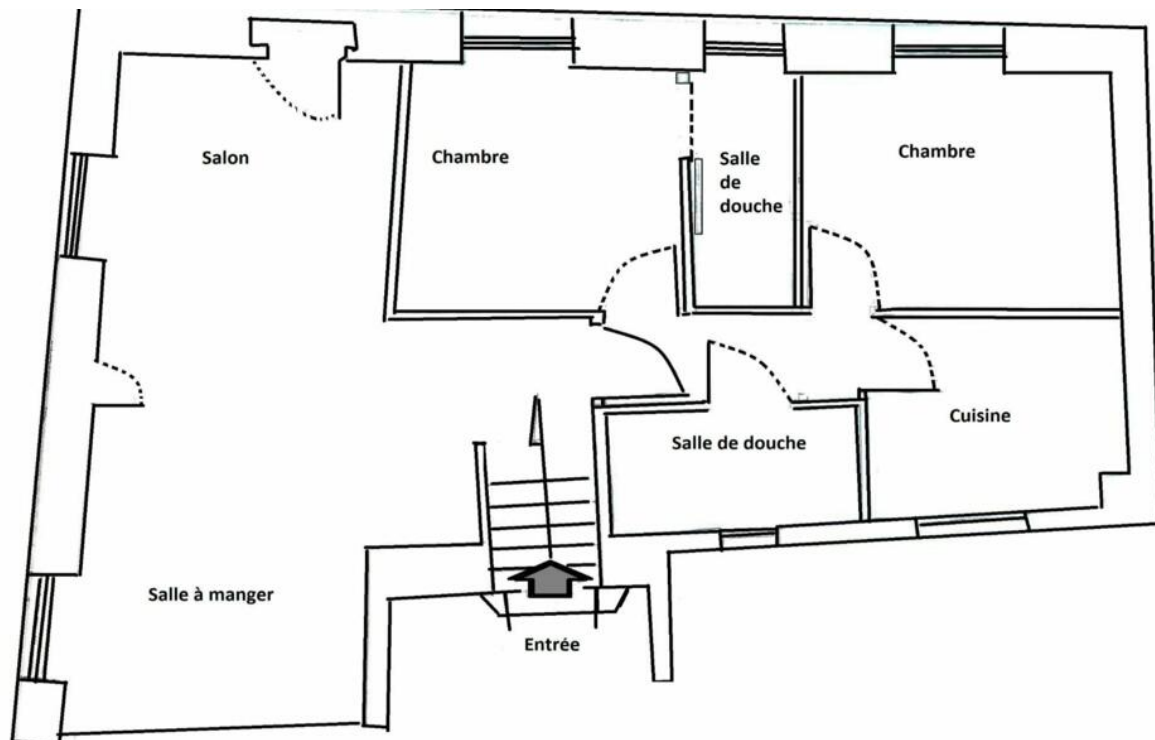 Salon
Chambre
Salle
de
douche
Chambre
Salle de douche
Cuisine
Salle à manger
Entrée